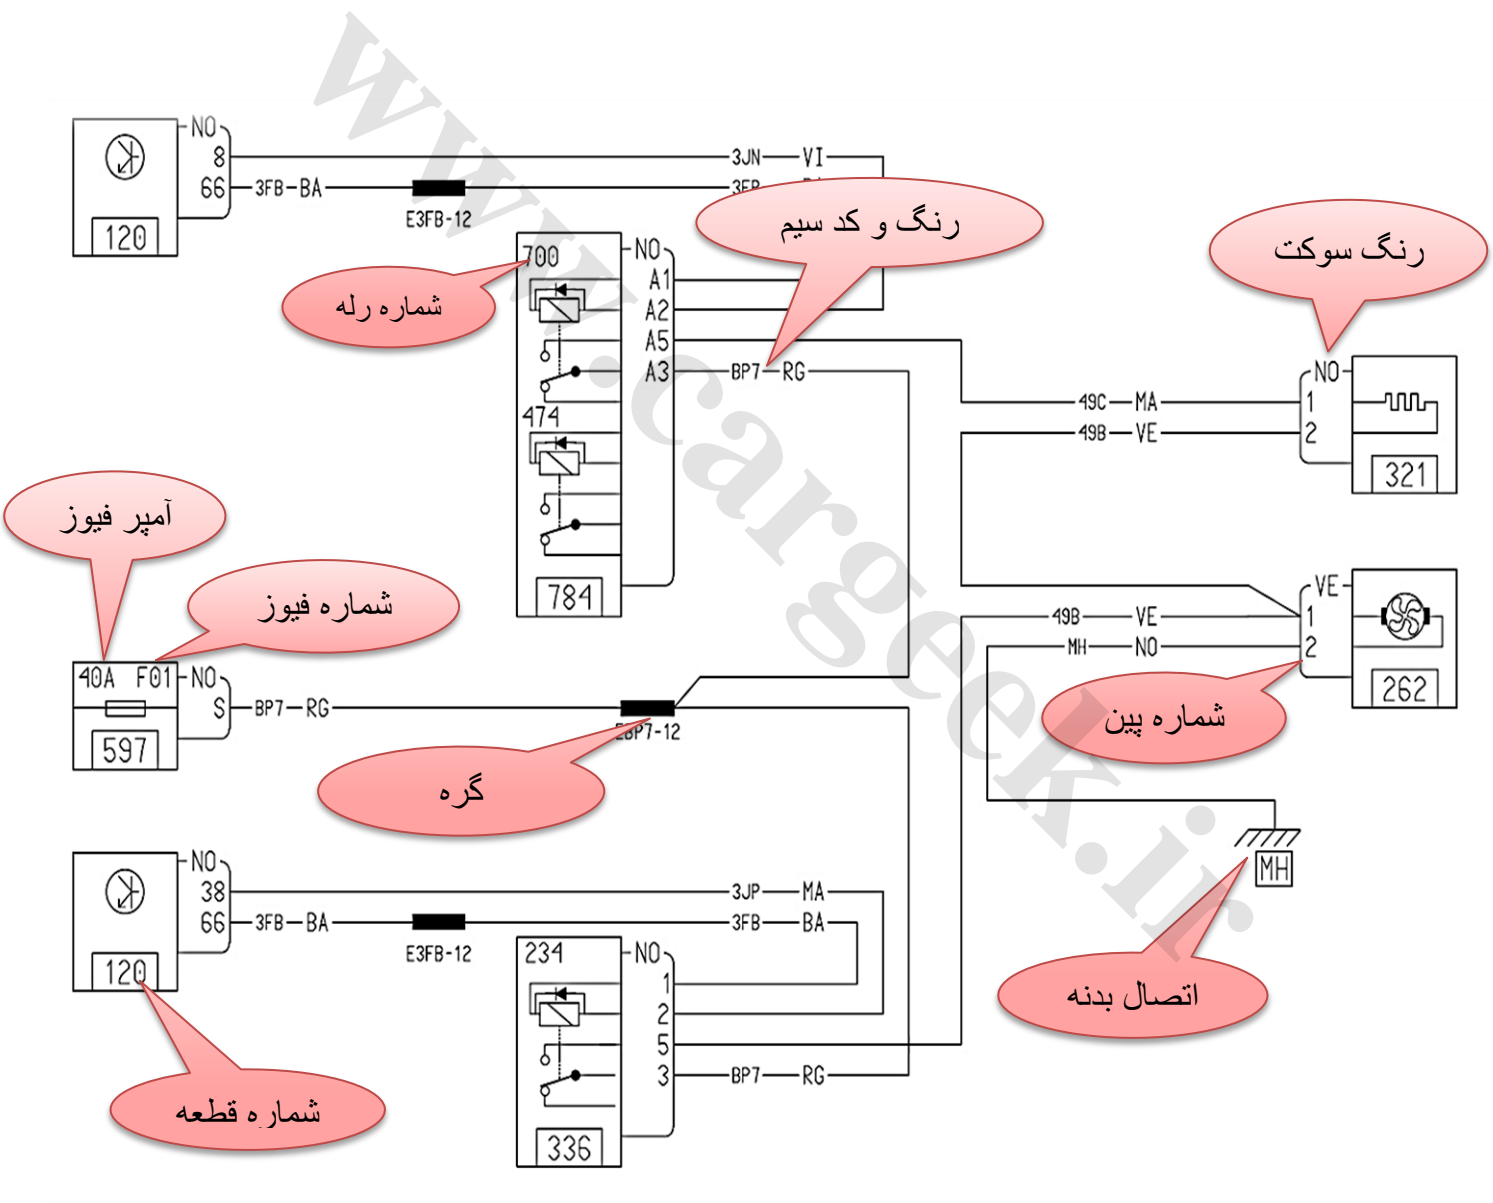 www.cargeek.ir
NO
8
3JN VI
66 3FB BA
E3FB-12
120
رنگ و کد سیم
رنگ سوکت
700
NO
شماره رله
A1
A2
A5
A3 BP7 RG
474
784
NO
1 49C MA
2 49B VE
321
آمپر فیوز
شماره فیوز
40A F01 NO
S BP7 RG
597
EBP7-12
گره
VE
49B VE 1
MH NO 2
262
شماره پین
MH
اتصال بدنه
NO
38 3JP MA
66 3FB BA 3FB BA
E3FB-12
120
شماره قطعه
234 NO
1
2
5
3 BP7 RG
336